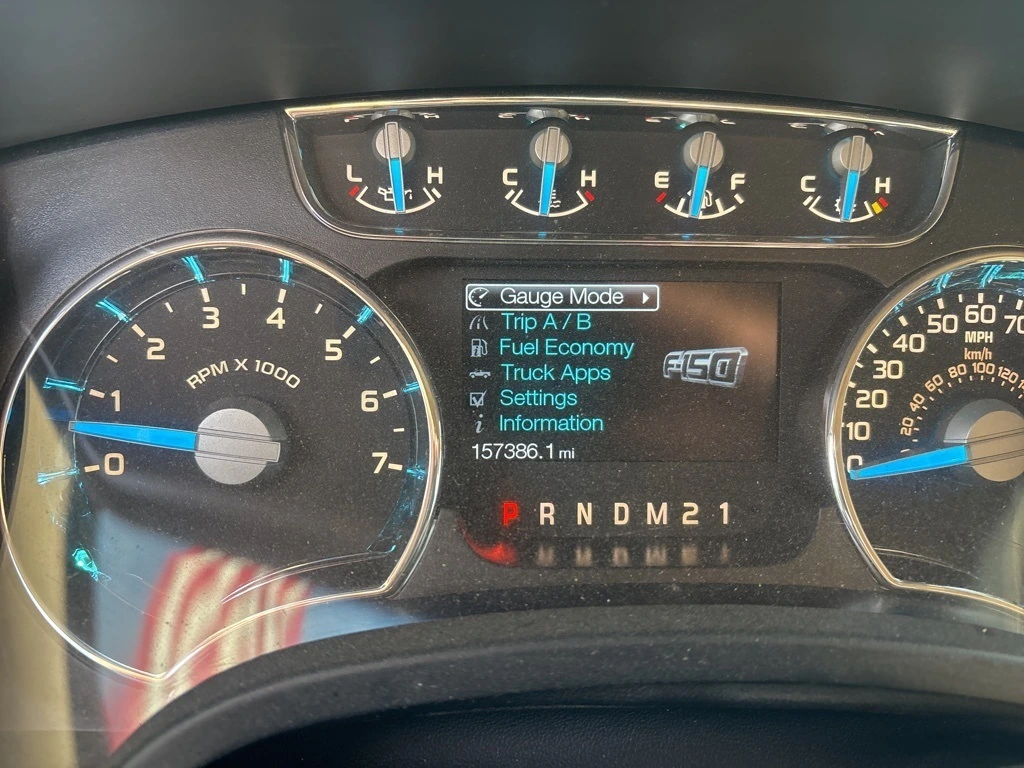 L H
C H
E F
C H
0 1 2 3 4 5 6 7
RPM X 1000
Gauge Mode
Trip A / B
Fuel Economy
Truck Apps
Settings
i Information
157386.1 mi
F-150
P R N D M 2 1
0 10 20 30 40 50 60 70
MPH
km/h
20 40 60 80 100 120